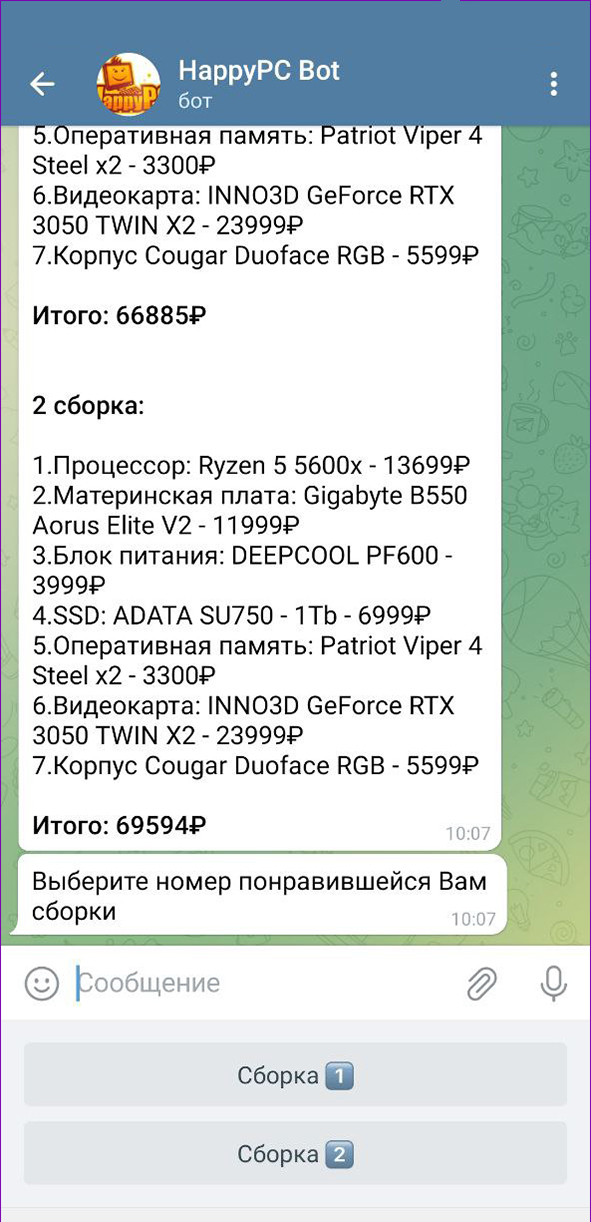 HappyPC Bot
бот
5.Оперативная память: Patriot Viper 4
Steel x2 - 3300₽
6.Видеокарта: INNO3D GeForce RTX
3050 TWIN X2 - 23999₽
7.Корпус Cougar Duoface RGB - 5599₽
Итого: 66885₽
2 сборка:
1.Процессор: Ryzen 5 5600x - 13699₽
2.Материнская плата: Gigabyte B550
Aorus Elite V2 - 11999₽
3.Блок питания: DEEPCOOL PF600 -
3999₽
4.SSD: ADATA SU750 - 1Tb - 6999₽
5.Оперативная память: Patriot Viper 4
Steel x2 - 3300₽
6.Видеокарта: INNO3D GeForce RTX
3050 TWIN X2 - 23999₽
7.Корпус Cougar Duoface RGB - 5599₽
Итого: 69594₽
10:07
Выберите номер понравившейся Вам
сборки
10:07
Сообщение
Сборка 1
Сборка 2